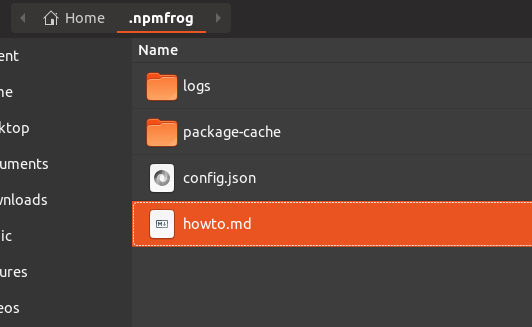 Home .npmfrog
Name
ent
logs
me
ktop
package-cache
uments
config.json
wnloads
howto.md
ic
ures
eos